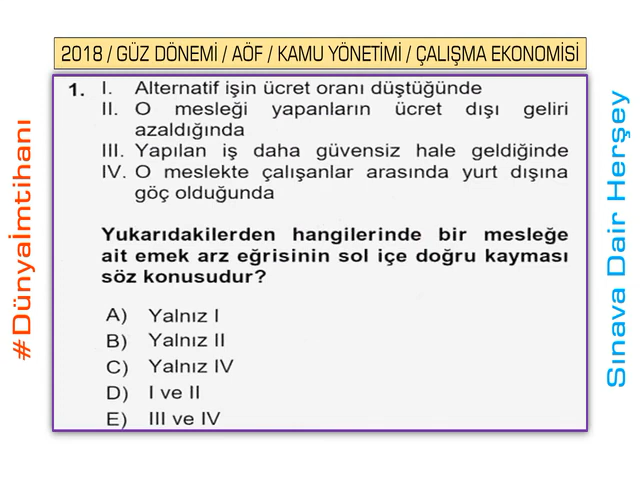 2018 / GÜZ DÖNEMİ / AÖF / KAMU YÖNETİMİ / ÇALIŞMA EKONOMİSİ
#Dünyaİmtihanı
1. I. Alternatif işin ücret oranı düştüğünde
II. O mesleği yapanların ücret dışı geliri
azaldığında
III. Yapılan iş daha güvensiz hale geldiğinde
IV. O meslekte çalışanlar arasında yurt dışına
göç olduğunda
Yukarıdakilerden hangilerinde bir mesleğe
ait emek arz eğrisinin sol içe doğru kayması
söz konusudur?
A) Yalnız I
B) Yalnız II
C) Yalnız IV
D) I ve II
E) III ve IV
Sınava Dair Herşey